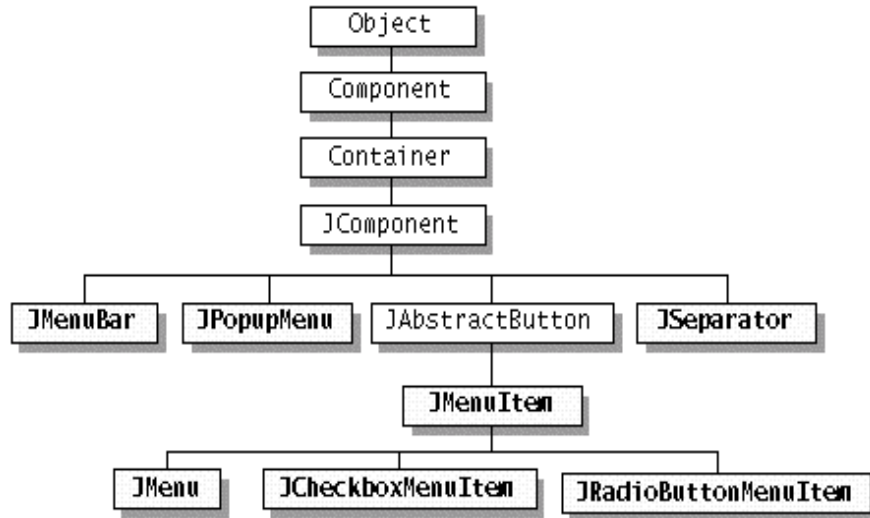 Object
Component
Container
JComponent
JMenuBar
JPopupMenu
JAbstractButton
JSeparator
JMenuItem
JMenu
JCheckboxMenuItem
JRadioButtonMenuItem